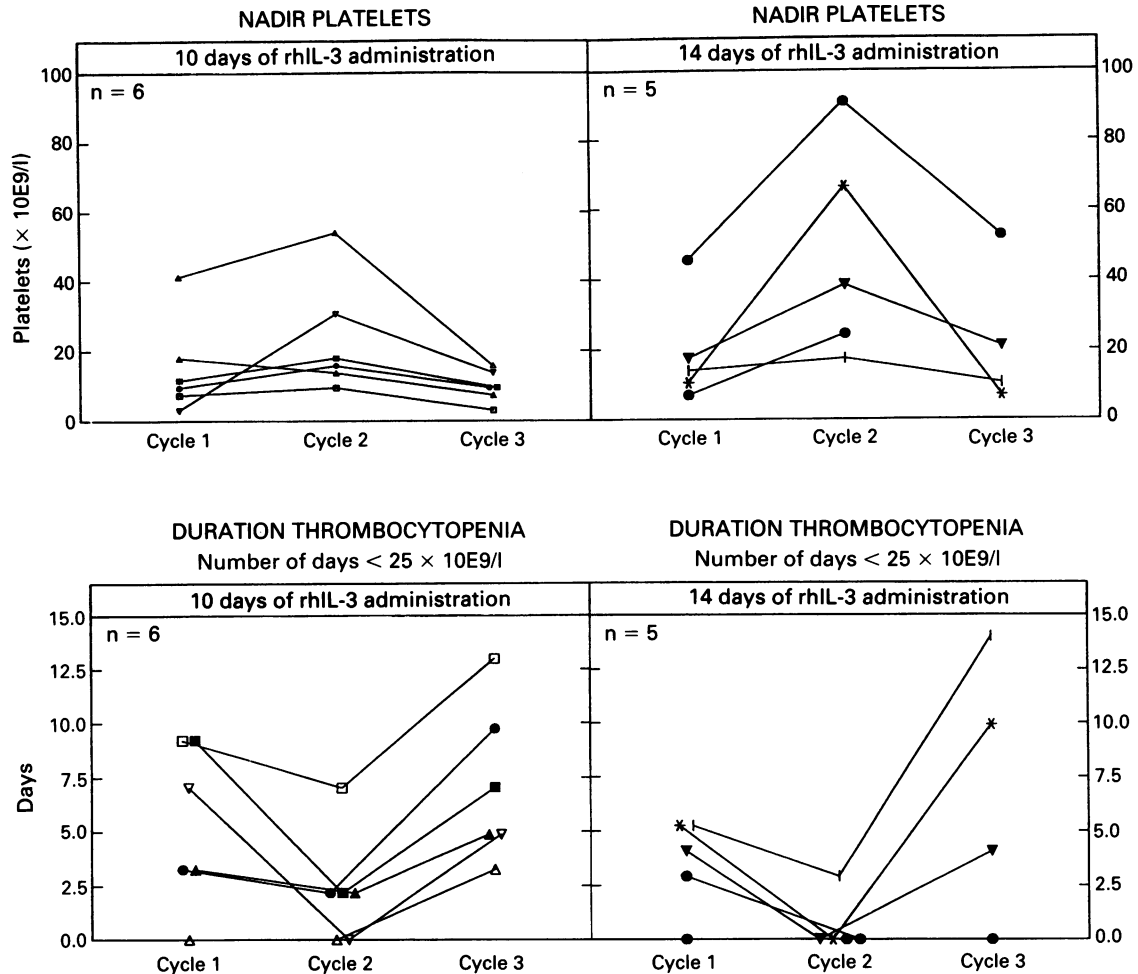 NADIR PLATELETS
NADIR PLATELETS
10 days of rhIL-3 administration
14 days of rhIL-3 administration
n = 6
n = 5
Platelets (× 10E9/l)
100
80
60
40
20
0
100
80
60
40
20
0
Cycle 1
Cycle 2
Cycle 3
Cycle 1
Cycle 2
Cycle 3
DURATION THROMBOCYTOPENIA
Number of days < 25 × 10E9/l
DURATION THROMBOCYTOPENIA
Number of days < 25 × 10E9/l
10 days of rhIL-3 administration
14 days of rhIL-3 administration
n = 6
n = 5
Days
15.0
12.5
10.0
7.5
5.0
2.5
0.0
15.0
12.5
10.0
7.5
5.0
2.5
0.0
Cycle 1
Cycle 2
Cycle 3
Cycle 1
Cycle 2
Cycle 3